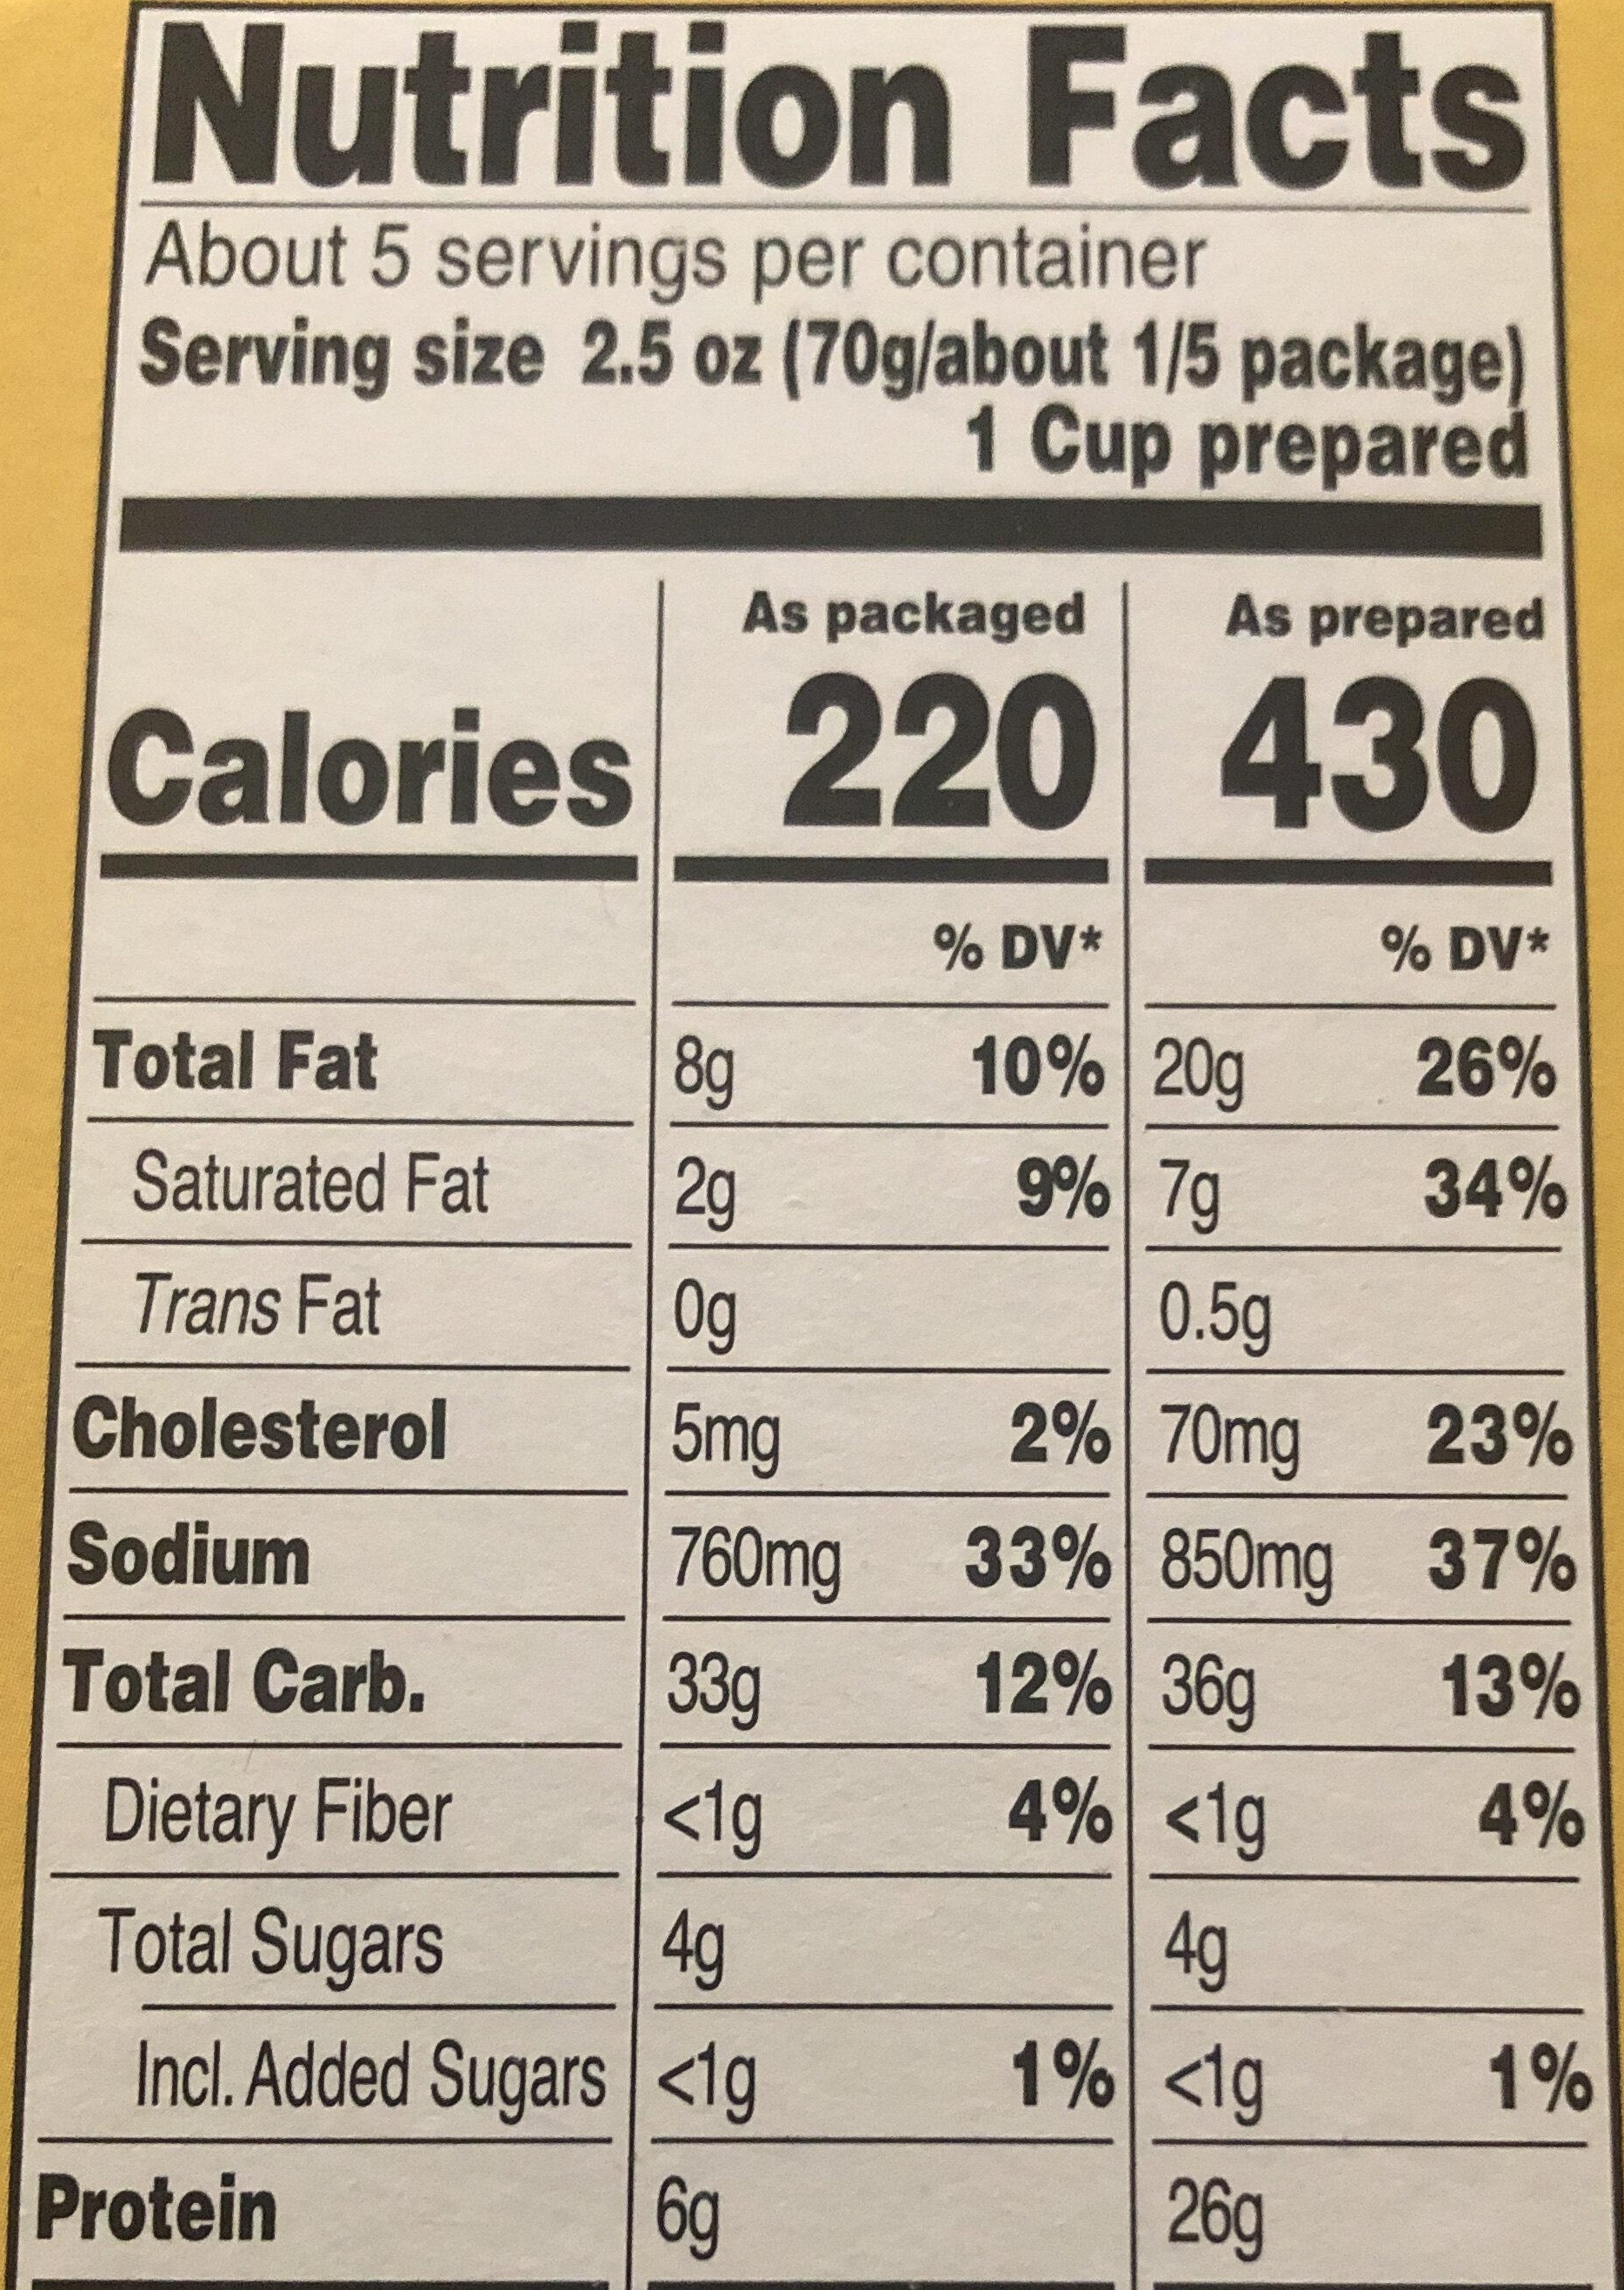 Nutrition Facts
About 5 servings per container
Serving size 2.5 oz (70g/about 1/5 package)
1 Cup prepared
As packaged As prepared
Calories 220 430
% DV* % DV*
Total Fat 8g 10% 20g 26%
Saturated Fat 2g 9% 7g 34%
Trans Fat 0g 0.5g
Cholesterol 5mg 2% 70mg 23%
Sodium 760mg 33% 850mg 37%
Total Carb. 33g 12% 36g 13%
Dietary Fiber <1g 4% <1g 4%
Total Sugars 4g 4g
Incl. Added Sugars <1g 1% <1g 1%
Protein 6g 26g